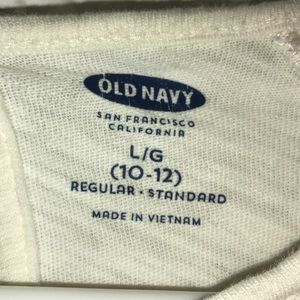 OLD NAVY
SAN FRANCISCO
CALIFORNIA
L/G
(10-12)
REGULAR • STANDARD
MADE IN VIETNAM